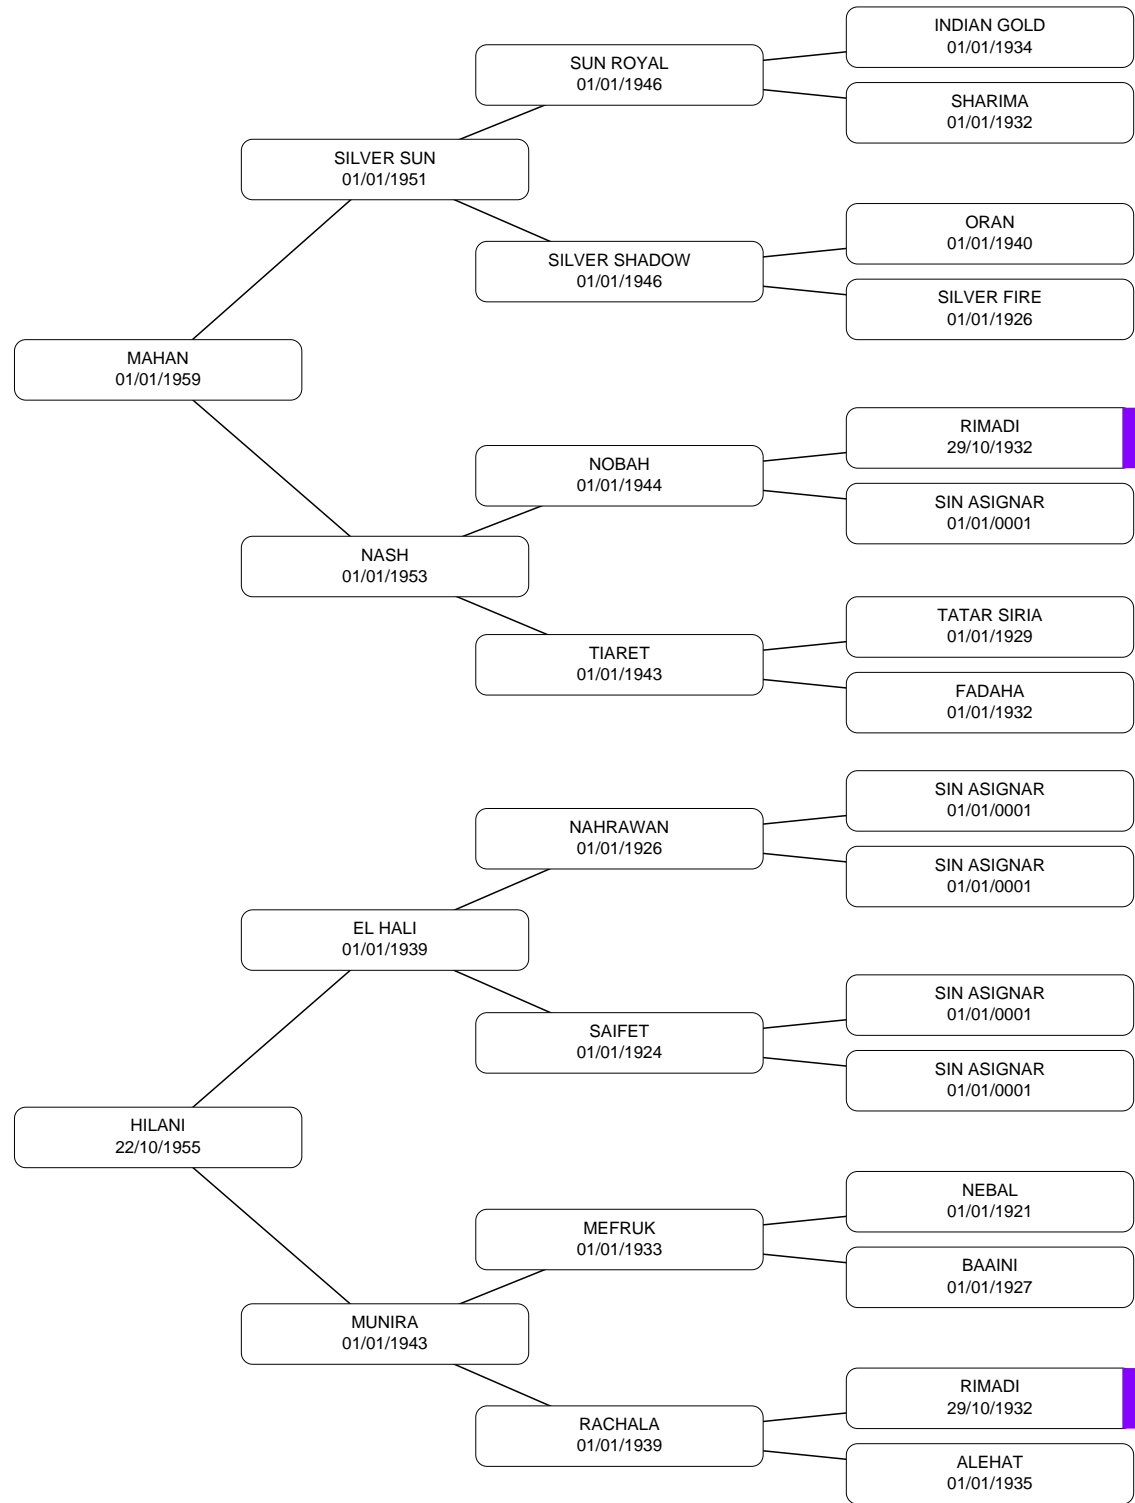 INDIAN GOLD
01/01/1934
SUN ROYAL
01/01/1946
SHARIMA
01/01/1932
SILVER SUN
01/01/1951
ORAN
01/01/1940
SILVER SHADOW
01/01/1946
SILVER FIRE
01/01/1926
MAHAN
01/01/1959
RIMADI
29/10/1932
NOBAH
01/01/1944
SIN ASIGNAR
01/01/0001
NASH
01/01/1953
TATAR SIRIA
01/01/1929
TIARET
01/01/1943
FADAHA
01/01/1932
SIN ASIGNAR
01/01/0001
NAHRAWAN
01/01/1926
SIN ASIGNAR
01/01/0001
EL HALI
01/01/1939
SIN ASIGNAR
01/01/0001
SAIFET
01/01/1924
SIN ASIGNAR
01/01/0001
HILANI
22/10/1955
NEBAL
01/01/1921
MEFRUK
01/01/1933
BAAINI
01/01/1927
MUNIRA
01/01/1943
RIMADI
29/10/1932
RACHALA
01/01/1939
ALEHAT
01/01/1935